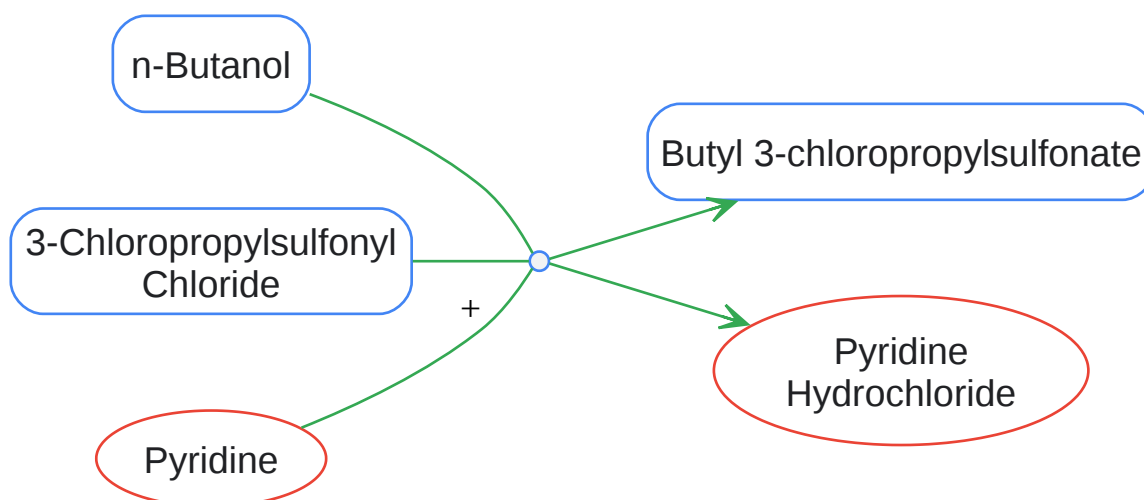 n-Butanol
Butyl 3-chloropropylsulfonate
3-Chloropropylsulfonyl
Chloride
+
Pyridine
Hydrochloride
Pyridine